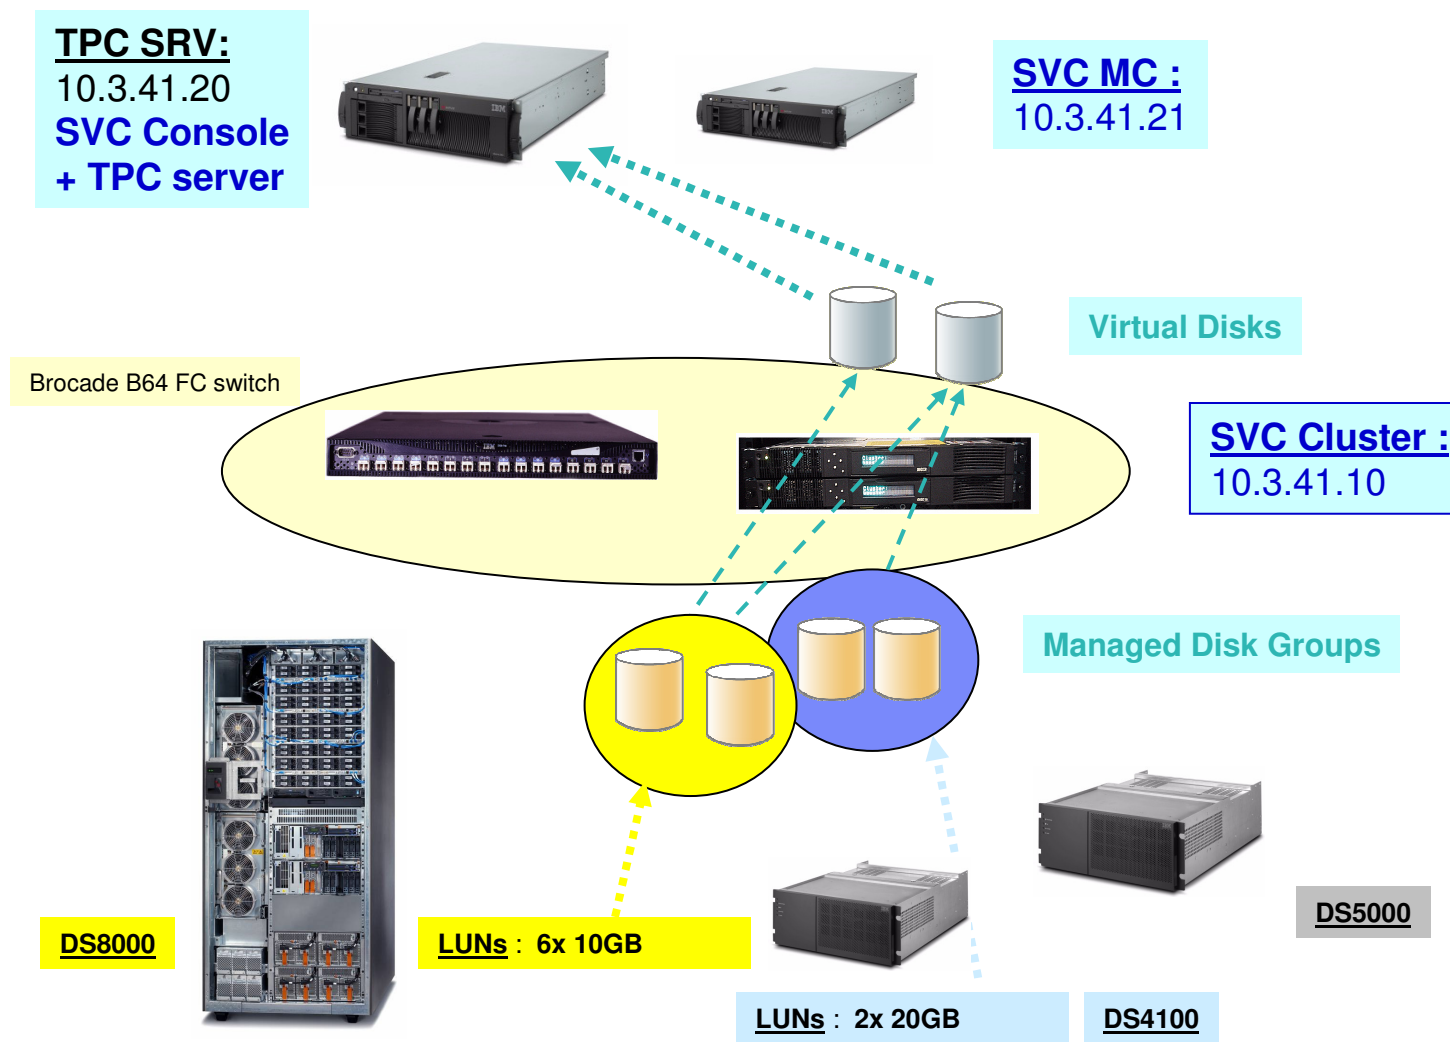 TPC SRV:
10.3.41.20
SVC Console
+ TPC server
IBM
SVC MC :
10.3.41.21
Virtual Disks
Brocade B64 FC switch
IBM
SVC Cluster :
10.3.41.10
Managed Disk Groups
DS8000
LUNs : 6x 10GB
DS5000
LUNs : 2x 20GB
DS4100